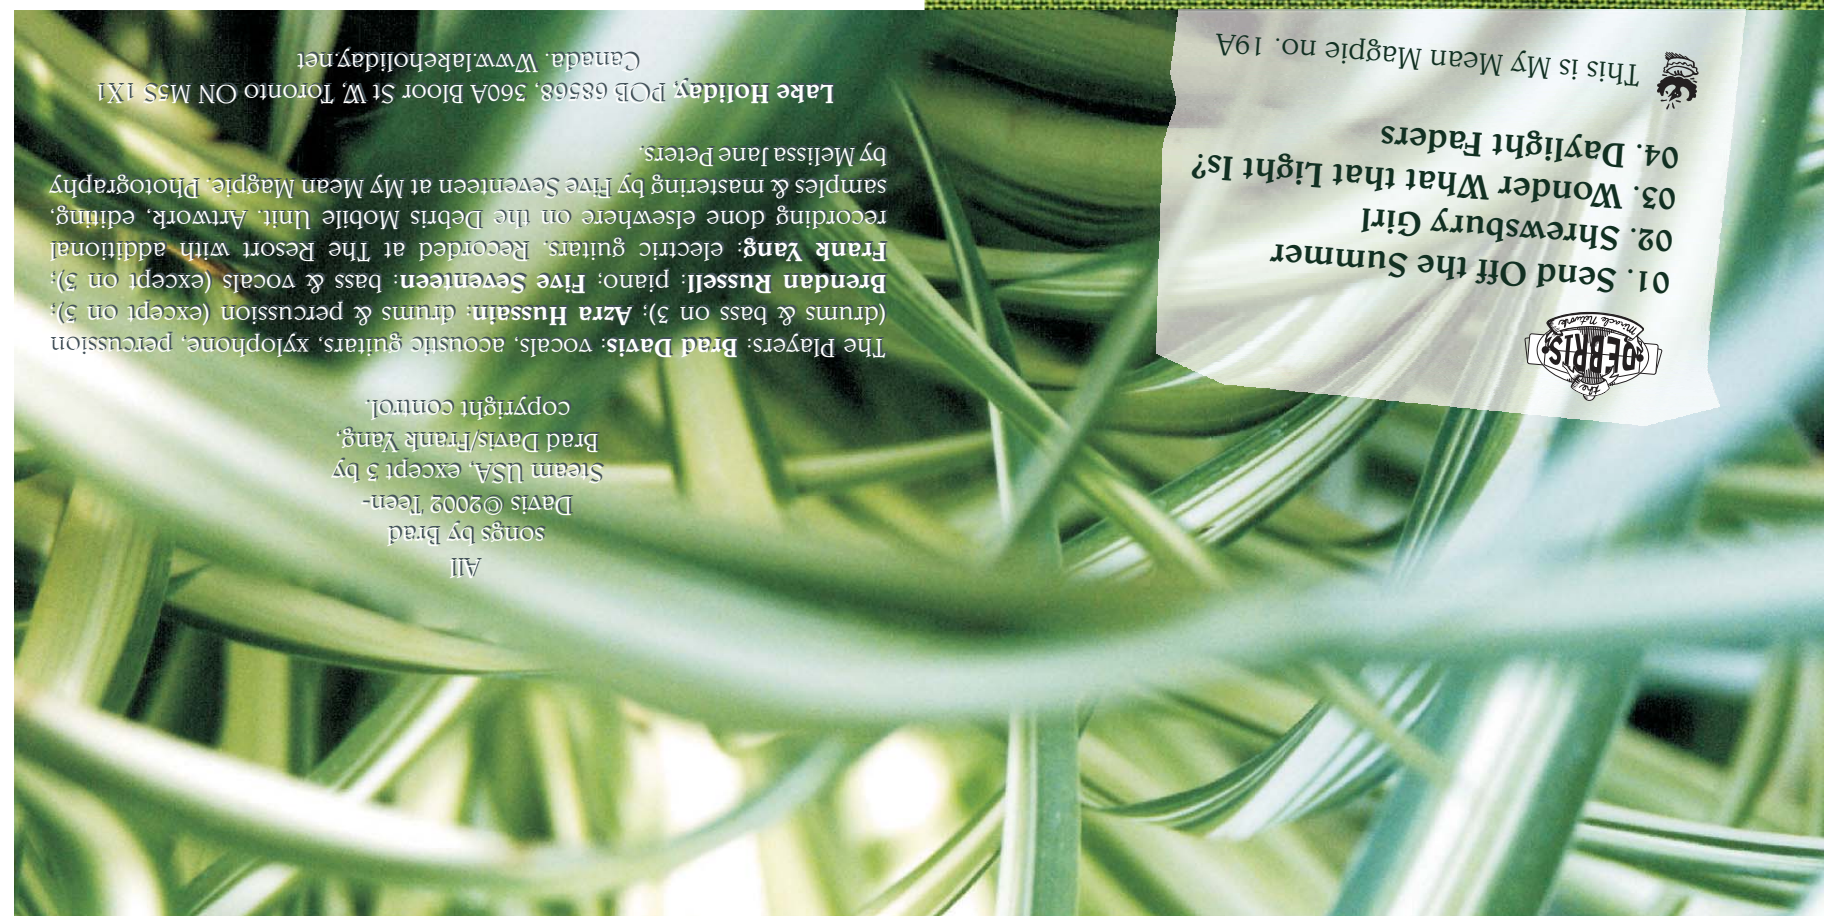 the
DEBRIS
Miracle Network
01. Send Off the Summer
02. Shrewsbury Girl
03. Wonder What that Light Is?
04. Daylight Faders
This is My Mean Magpie no. 19A
All
songs by Brad
Davis ©2002 Teen-
Steam USA, except 3 by
Brad Davis/Frank Yang,
copyright control.
The Players: Brad Davis: vocals, acoustic guitars, xylophone, percussion
(drums & bass on 3); Azra Hussain: drums & percussion (except on 3);
Brendan Russell: piano; Five Seventeen: bass & vocals (except on 3);
Frank Yang: electric guitars. Recorded at The Resort with additional
recording done elsewhere on the Debris Mobile Unit. Artwork, editing,
samples & mastering by Five Seventeen at My Mean Magpie. Photography
by Melissa Jane Peters.
Lake Holiday, POB 68568, 360A Bloor St W, Toronto ON M5S 1X1
Canada. Www.lakeholiday.net